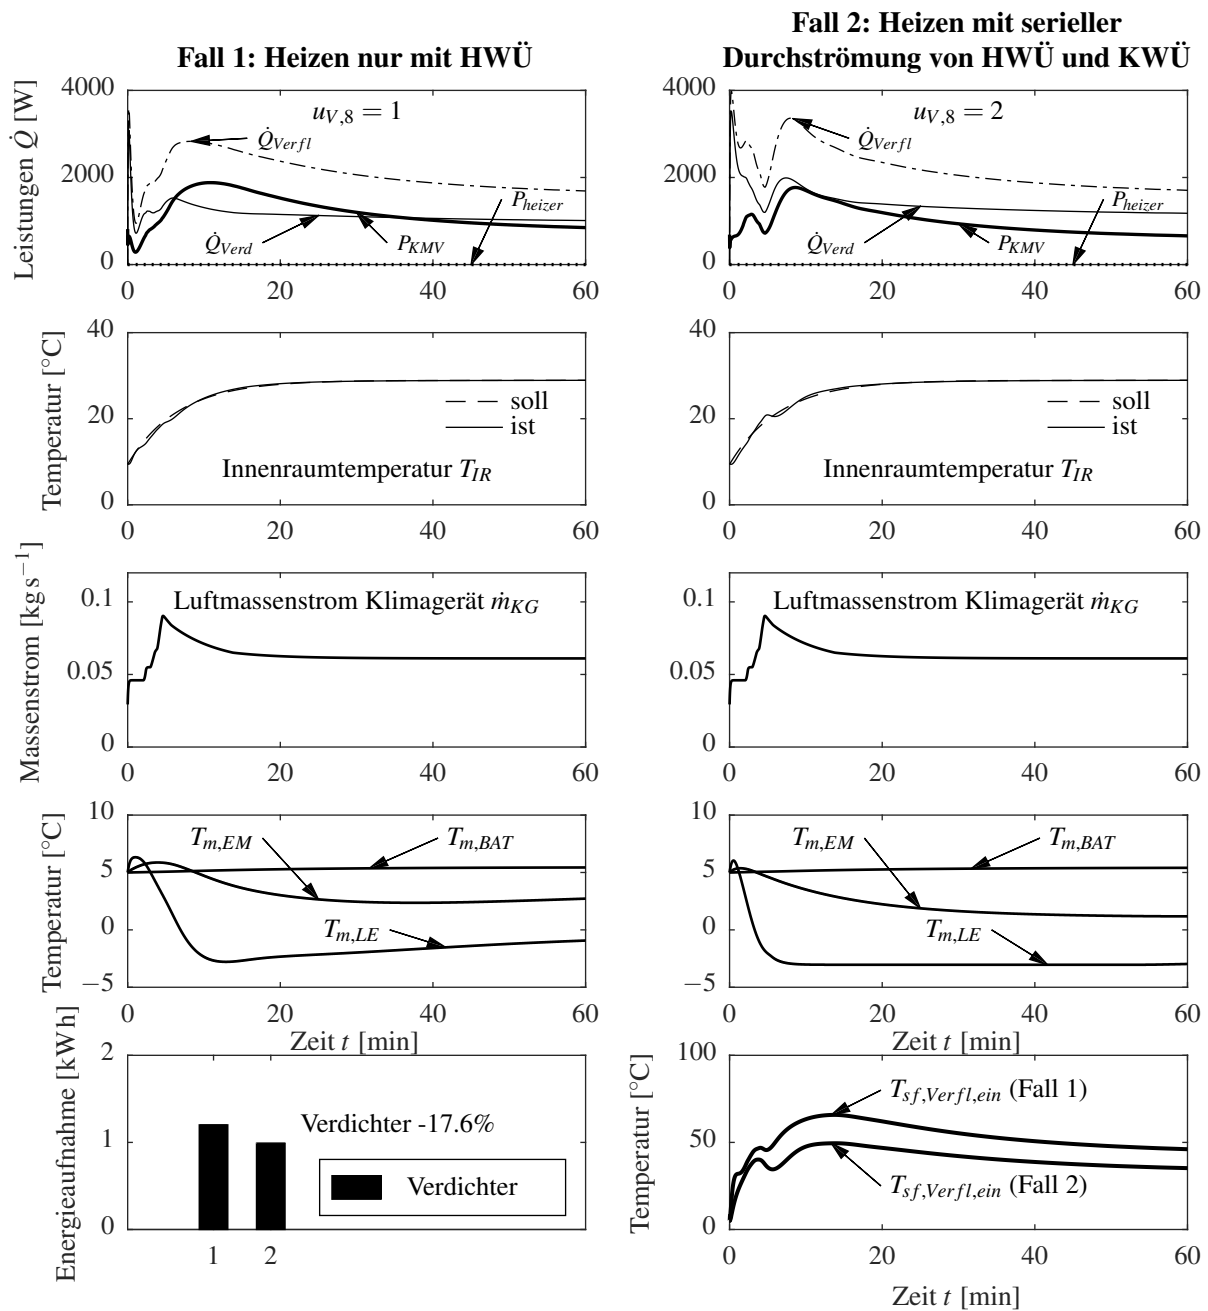 Fall 1: Heizen nur mit HWÜ
Fall 2: Heizen mit serieller
Durchströmung von HWÜ und KWÜ
Leistungen Q̇ [W]
4000
2000
0
u_{V,8} = 1
Q̇_{Verfl}
P_{heizer}
Q̇_{Verd}
P_{KMV}
0 20 40 60
4000
2000
0
u_{V,8} = 2
Q̇_{Verfl}
P_{heizer}
Q̇_{Verd}
P_{KMV}
0 20 40 60
Temperatur [°C]
40
20
0
soll
ist
Innenraumtemperatur T_{IR}
0 20 40 60
40
20
0
soll
ist
Innenraumtemperatur T_{IR}
0 20 40 60
Massenstrom [kg s⁻¹]
0.1
0.05
0
Luftmassenstrom Klimagerät ṁ_{KG}
0 20 40 60
0.1
0.05
0
Luftmassenstrom Klimagerät ṁ_{KG}
0 20 40 60
Temperatur [°C]
10
5
0
−5
T_{m,EM}
T_{m,BAT}
T_{m,LE}
0 20 40 60
Zeit t [min]
10
5
0
−5
T_{m,EM}
T_{m,BAT}
T_{m,LE}
0 20 40 60
Zeit t [min]
Energieaufnahme [kWh]
2
1
0
Verdichter -17.6%
Verdichter
1 2
Temperatur [°C]
100
50
0
T_{sf,Verfl,ein} (Fall 1)
T_{sf,Verfl,ein} (Fall 2)
0 20 40 60
Zeit t [min]